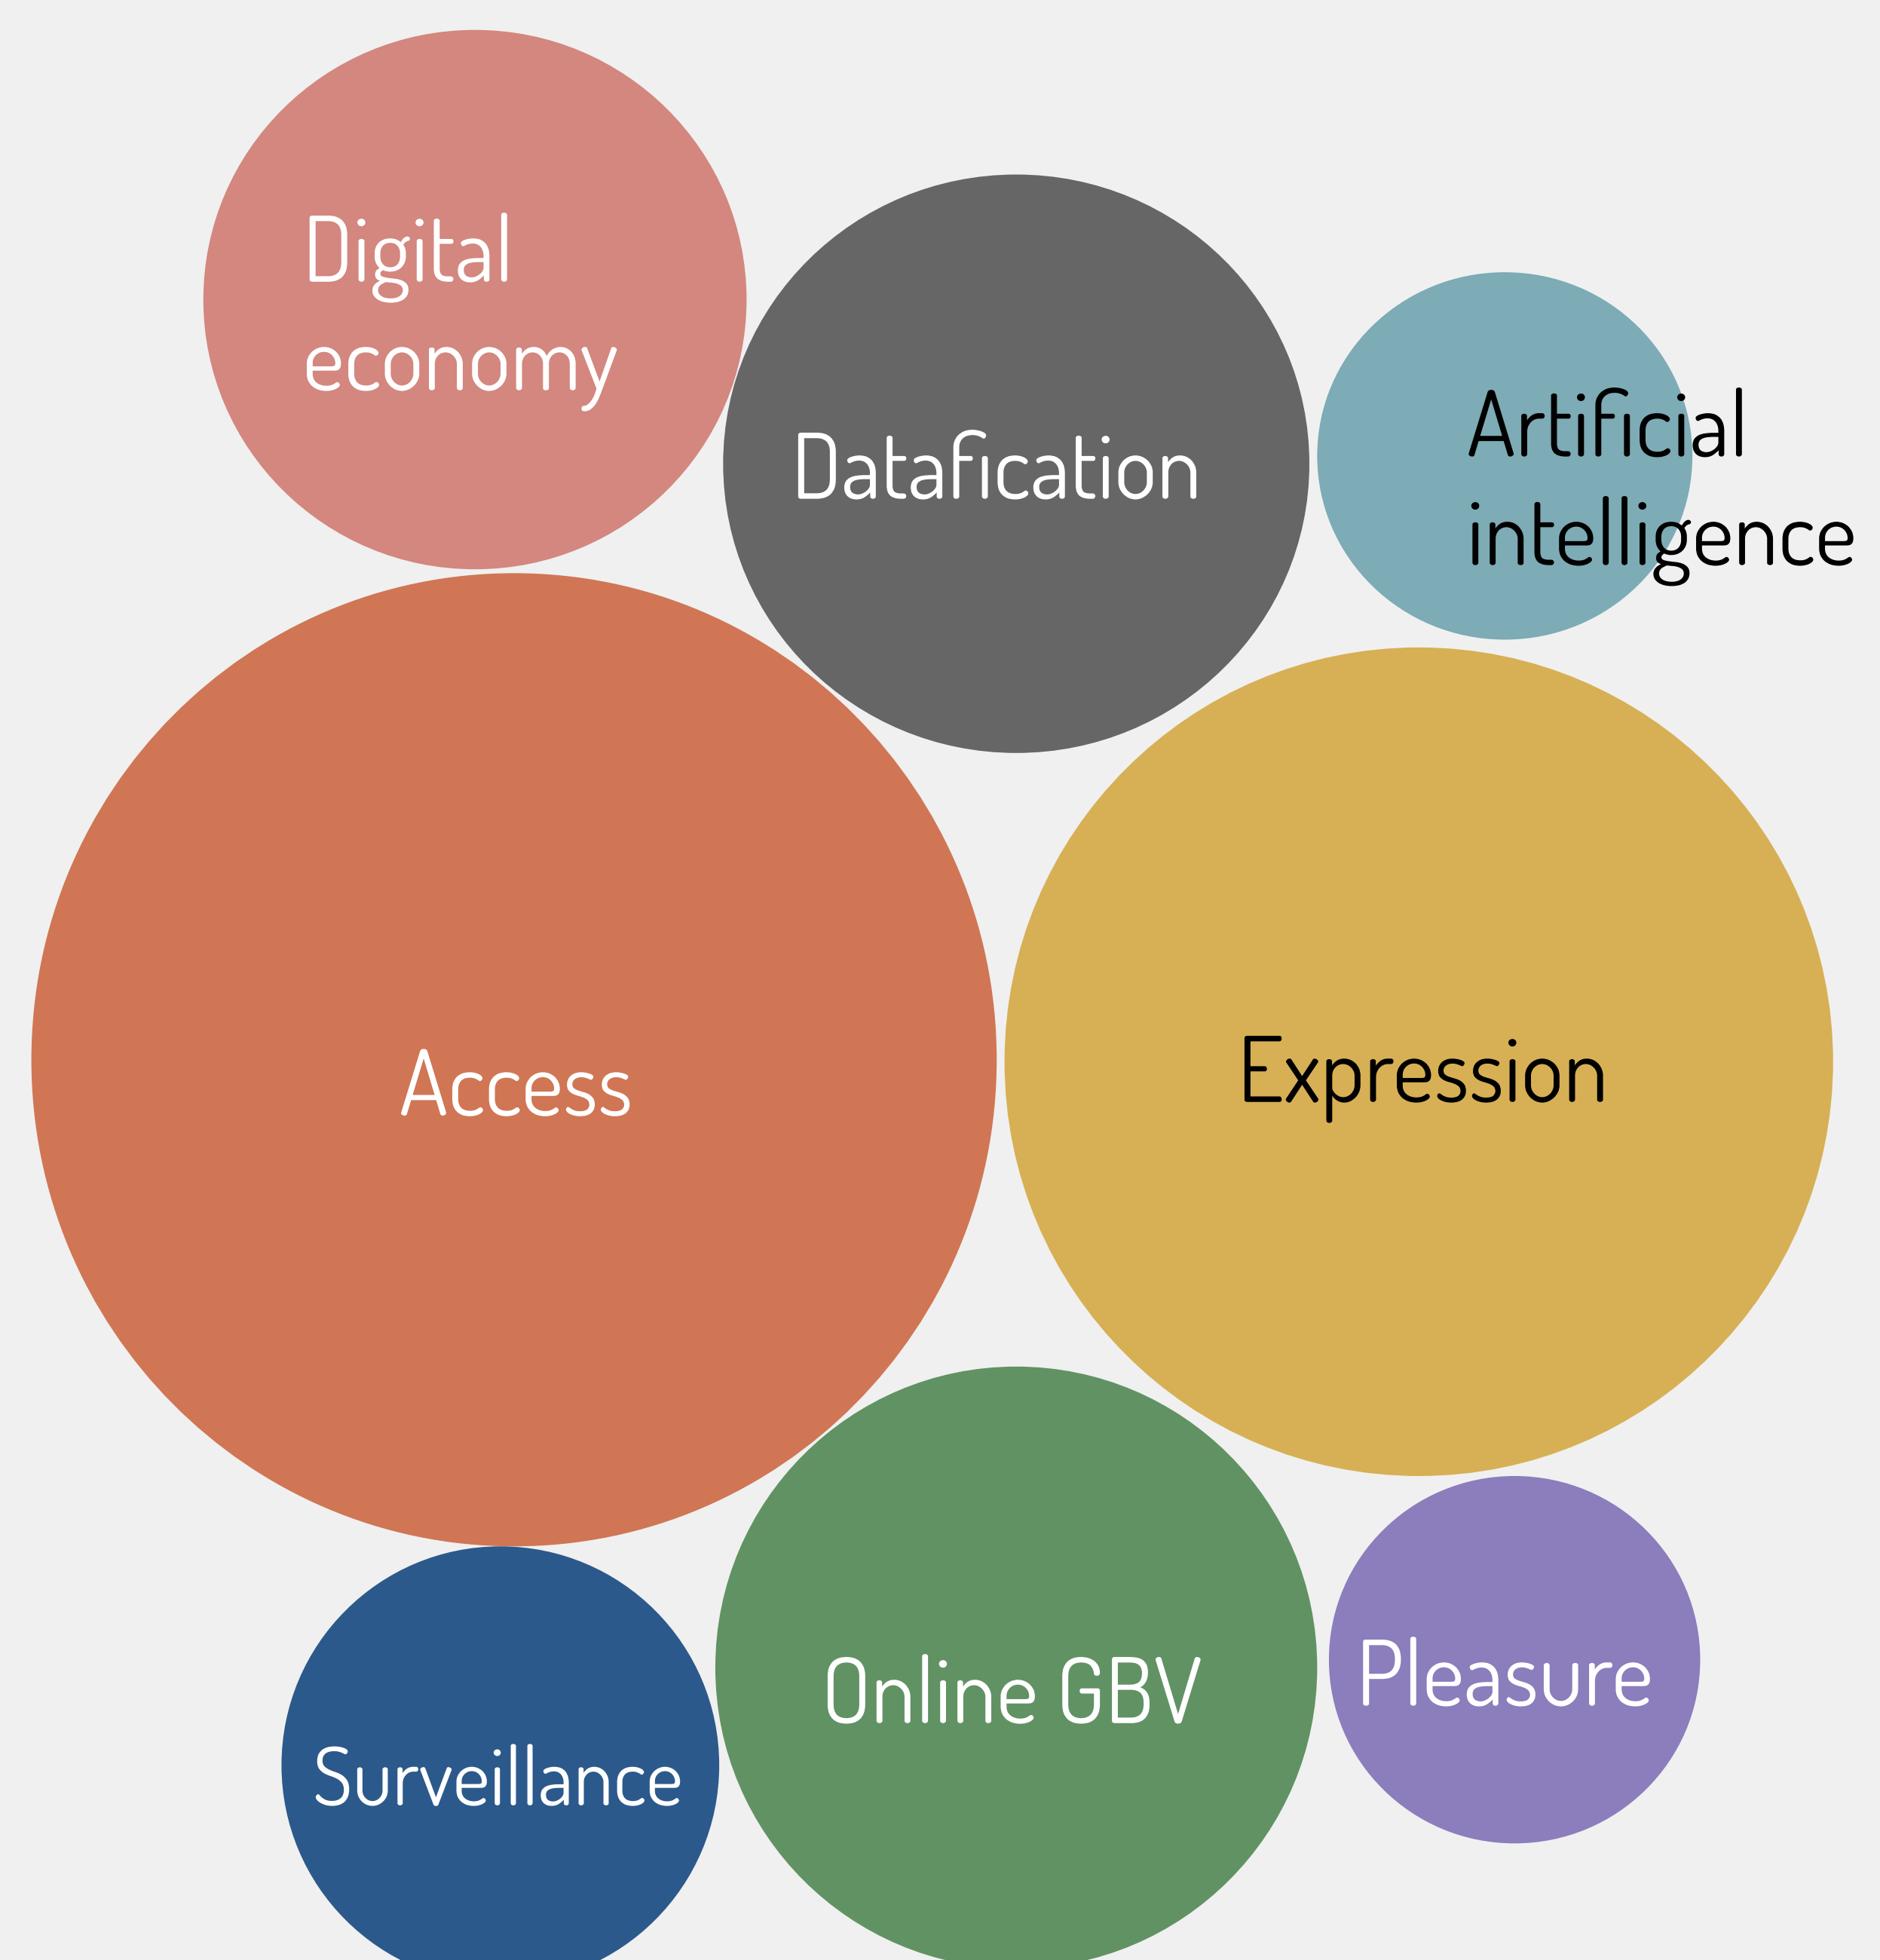 Digital
economy
Datafication
Artificial
intelligence
Access
Expression
Surveillance
Online GBV
Pleasure